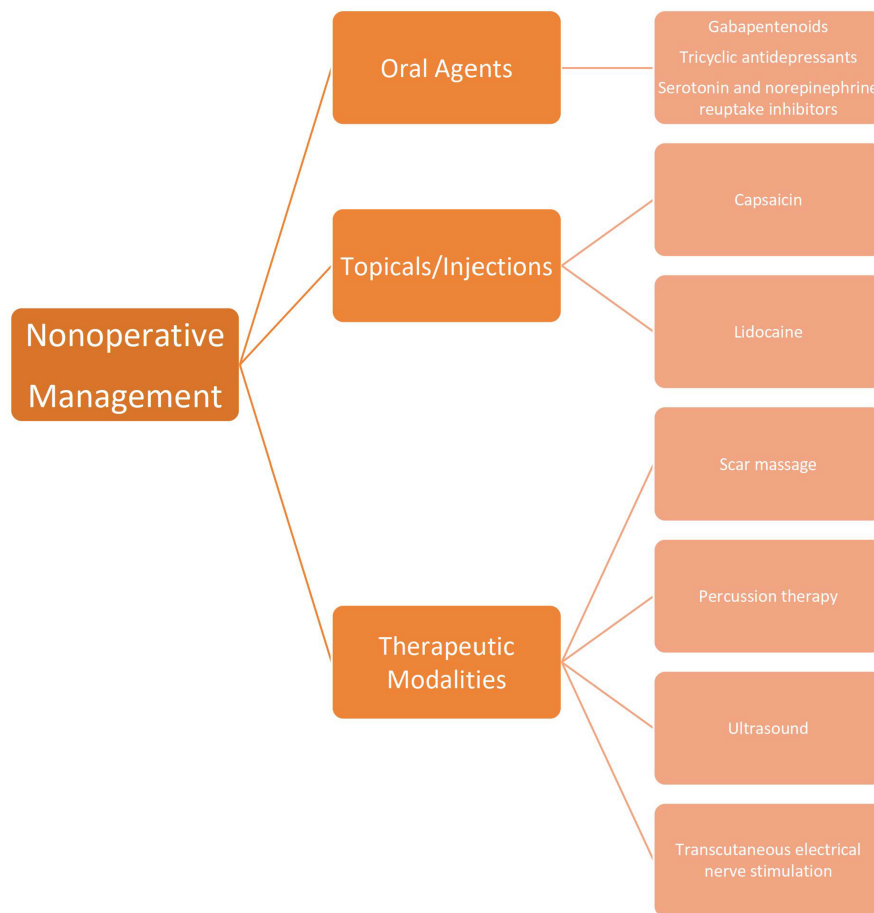 Nonoperative
Management
Oral Agents
Gabapentenoids
Tricyclic antidepressants
Serotonin and norepinephrine
reuptake inhibitors
Topicals/Injections
Capsaicin
Lidocaine
Therapeutic
Modalities
Scar massage
Percussion therapy
Ultrasound
Transcutaneous electrical
nerve stimulation